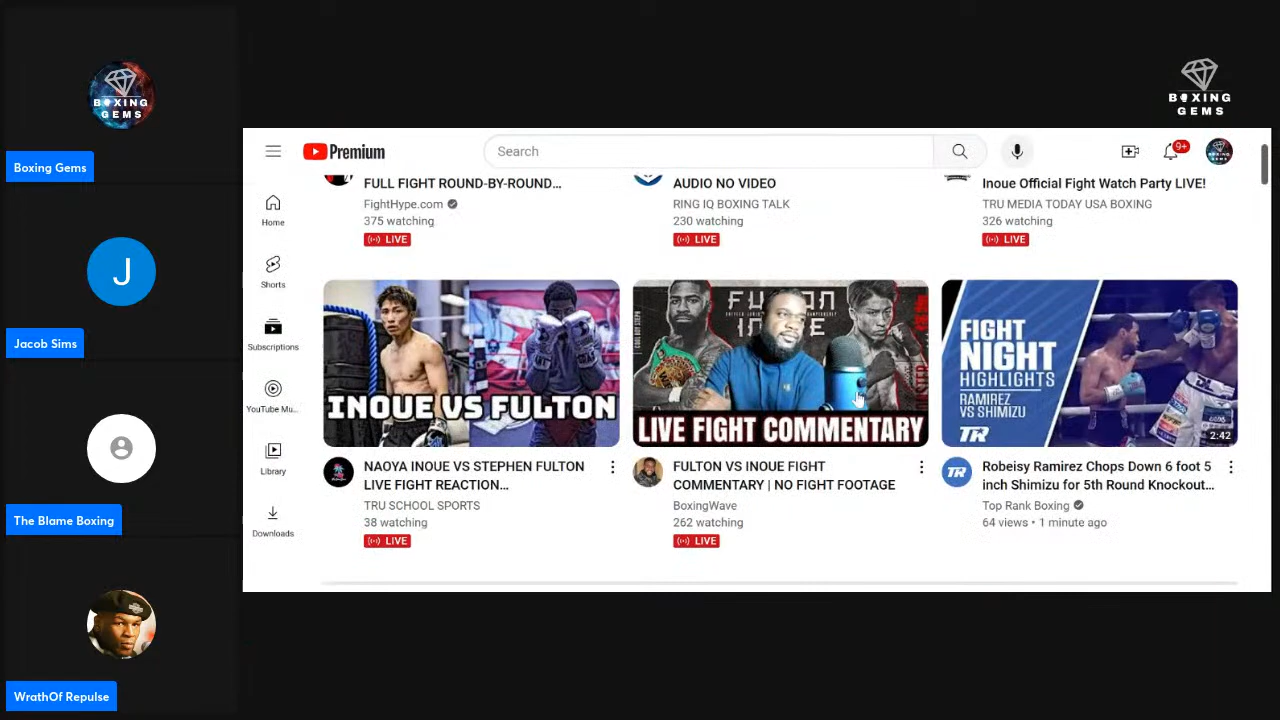 BOXING
GEMS
Boxing Gems
J
Jacob Sims
The Blame Boxing
WrathOf Repulse
BOXING
GEMS
Premium
Search
9+
Home
Shorts
Subscriptions
YouTube Mu...
Library
Downloads
FULL FIGHT ROUND-BY-ROUND...
FightHype.com
375 watching
LIVE
AUDIO NO VIDEO
RING IQ BOXING TALK
230 watching
LIVE
Inoue Official Fight Watch Party LIVE!
TRU MEDIA TODAY USA BOXING
326 watching
LIVE
INOUE VS FULTON
NAOYA INOUE VS STEPHEN FULTON
LIVE FIGHT REACTION...
TRU SCHOOL SPORTS
38 watching
LIVE
LIVE FIGHT COMMENTARY
FULTON VS INOUE FIGHT
COMMENTARY | NO FIGHT FOOTAGE
BoxingWave
262 watching
LIVE
FIGHT
NIGHT
HIGHLIGHTS
RAMIREZ
VS SHIMIZU
TR
2:42
TR
Robeisy Ramirez Chops Down 6 foot 5
inch Shimizu for 5th Round Knockout...
Top Rank Boxing
64 views • 1 minute ago